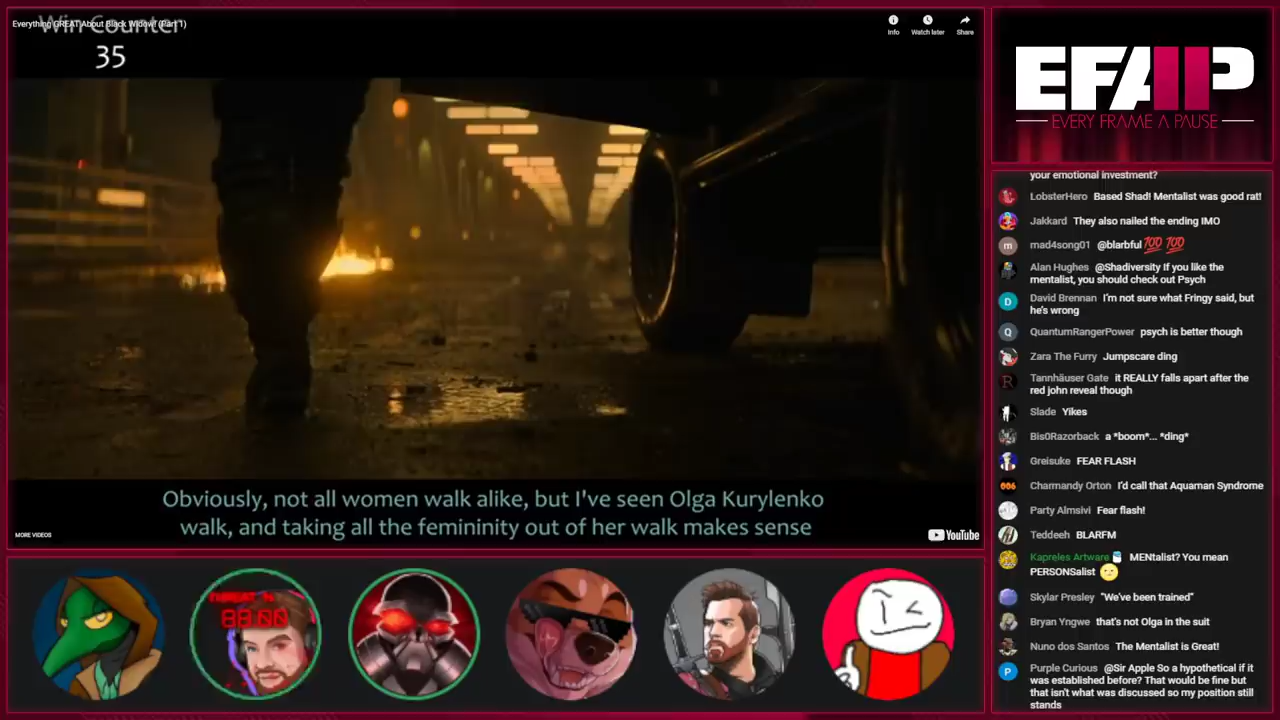 Everything GREAT About Black Widow! (Part 1)
Win Counter
35
Info
Watch later
Share
Obviously, not all women walk alike, but I've seen Olga Kurylenko
walk, and taking all the femininity out of her walk makes sense
MORE VIDEOS
YouTube
88:00
EFAP
EVERY FRAME A PAUSE
your emotional investment?
LobsterHero Based Shad! Mentalist was good rat!
Jakkard They also nailed the ending IMO
mad4song01 @blarbful 💯 💯
Alan Hughes @Shadiversity If you like the
mentalist, you should check out Psych
David Brennan I'm not sure what Fringy said, but
he's wrong
QuantumRangerPower psych is better though
Zara The Furry Jumpscare ding
Tannhäuser Gate it REALLY falls apart after the
red john reveal though
Slade Yikes
Bis0Razorback a *boom*... *ding*
Greisuke FEAR FLASH
Charmandy Orton I'd call that Aquaman Syndrome
Party Almsivi Fear flash!
Teddeeh BLARFM
Kapreles Artware MENtalist? You mean
PERSONSalist
Skylar Presley "We've been trained"
Bryan Yngwe that's not Olga in the suit
Nuno dos Santos The Mentalist is Great!
Purple Curious @Sir Apple So a hypothetical if it
was established before? That would be fine but
that isn't what was discussed so my position still
stands